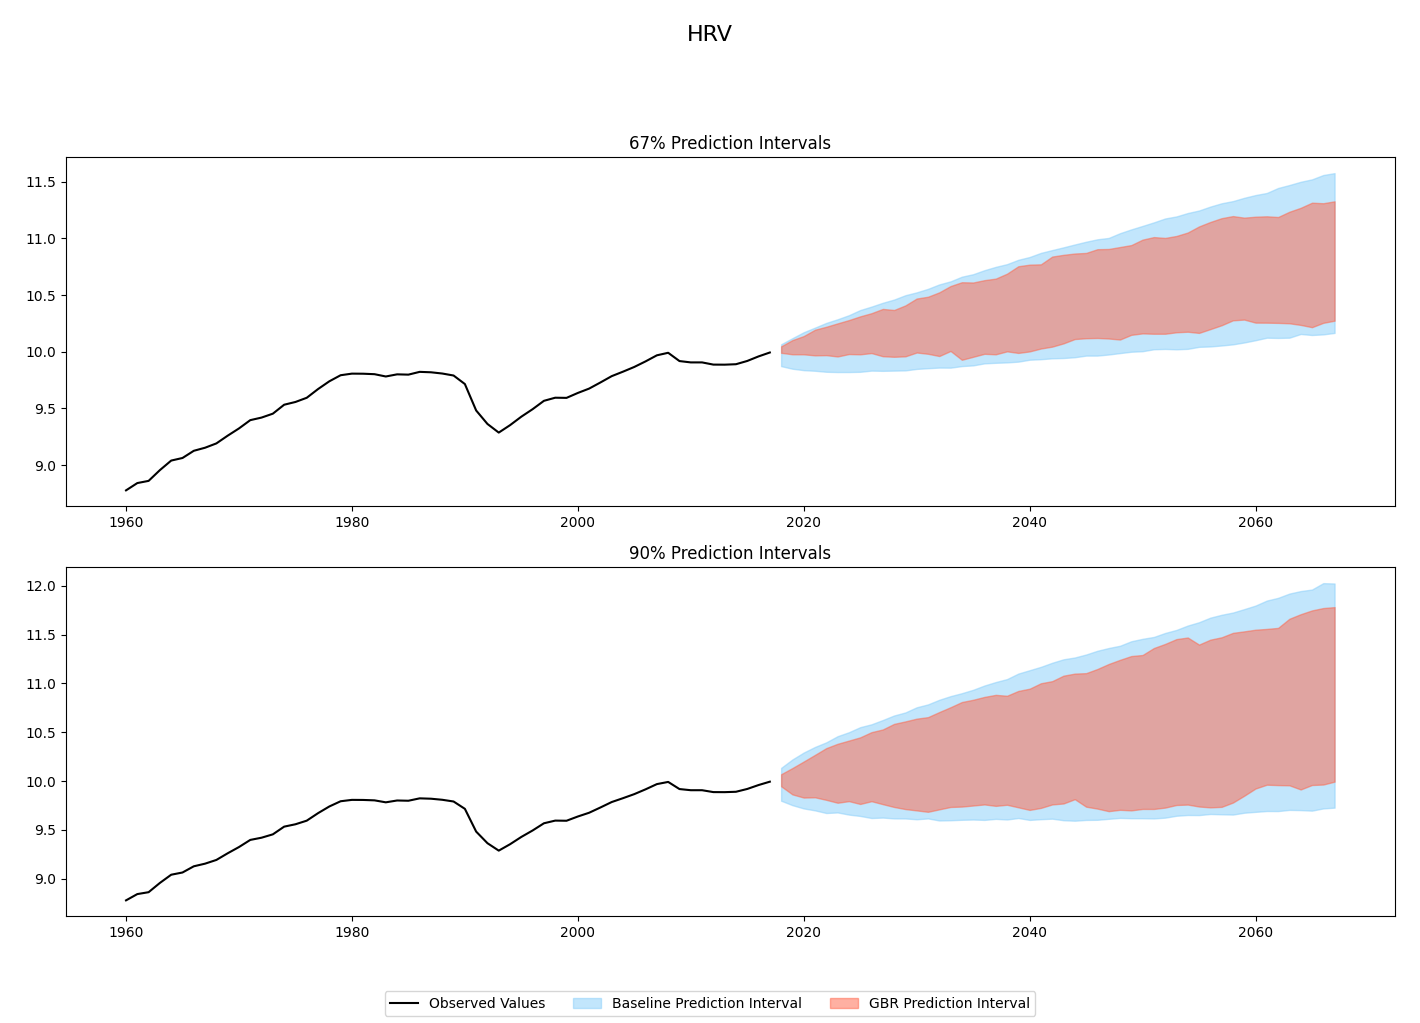 HRV
67% Prediction Intervals
11.5
11.0
10.5
10.0
9.5
9.0
1960 1980 2000 2020 2040 2060
90% Prediction Intervals
12.0
11.5
11.0
10.5
10.0
9.5
9.0
1960 1980 2000 2020 2040 2060
Observed Values Baseline Prediction Interval GBR Prediction Interval